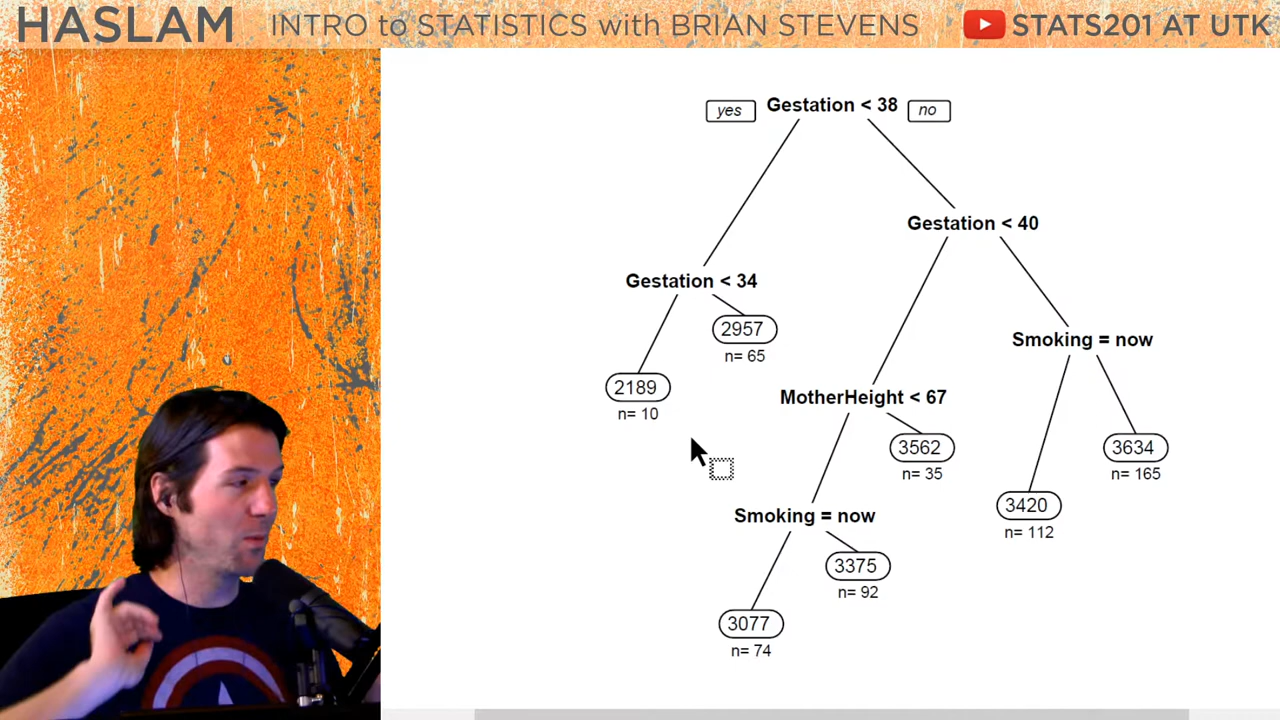 HASLAM INTRO to STATISTICS with BRIAN STEVENS STATS201 AT UTK
yes Gestation < 38 no
Gestation < 40
Gestation < 34
2957
n= 65
Smoking = now
2189
n= 10
MotherHeight < 67
3562
n= 35
3634
n= 165
3420
n= 112
Smoking = now
3375
n= 92
3077
n= 74